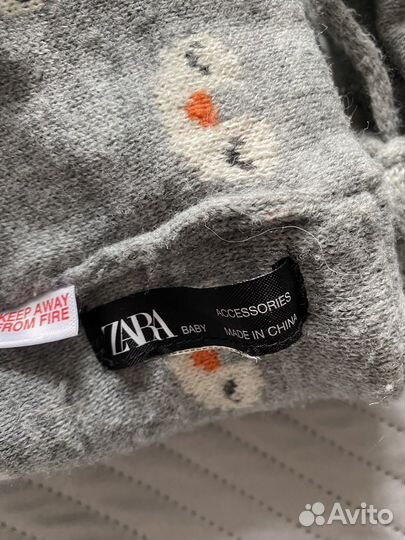 KEEP AWAY
FROM FIRE
ZARA BABY ACCESSORIES
MADE IN CHINA
Avito